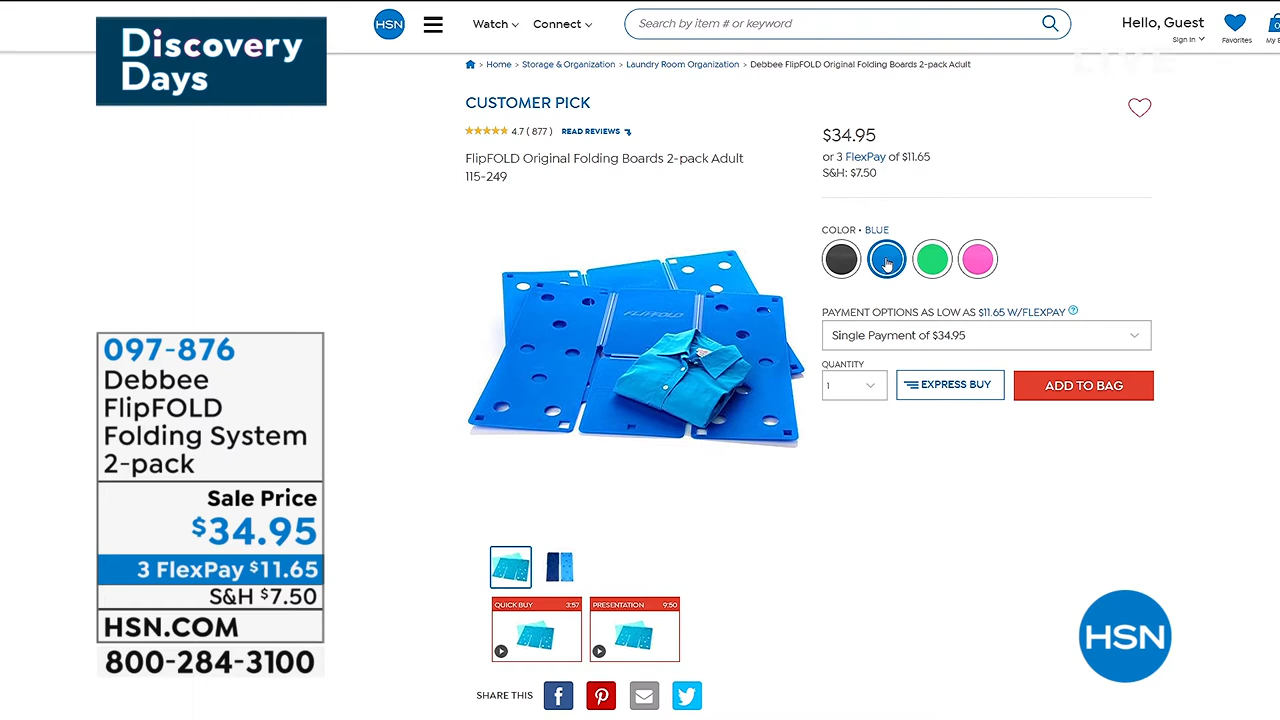 Discovery
Days
HSN
Watch
Connect
Search by item # or keyword
Hello, Guest
Sign In
Favorites
LIVE
Home > Storage & Organization > Laundry Room Organization > Debbee FlipFOLD Original Folding Boards 2-pack Adult
CUSTOMER PICK
4.7 ( 877 ) READ REVIEWS
FlipFOLD Original Folding Boards 2-pack Adult
115-249
$34.95
or 3 FlexPay of $11.65
S&H: $7.50
COLOR • BLUE
FLIPFOLD
PAYMENT OPTIONS AS LOW AS $11.65 W/FLEXPAY ?
Single Payment of $34.95
QUANTITY
1
EXPRESS BUY
ADD TO BAG
097-876
Debbee
FlipFOLD
Folding System
2-pack
Sale Price
$34.95
3 FlexPay $11.65
S&H $7.50
HSN.COM
800-284-3100
QUICK BUY 3:57
PRESENTATION 9:50
HSN
SHARE THIS